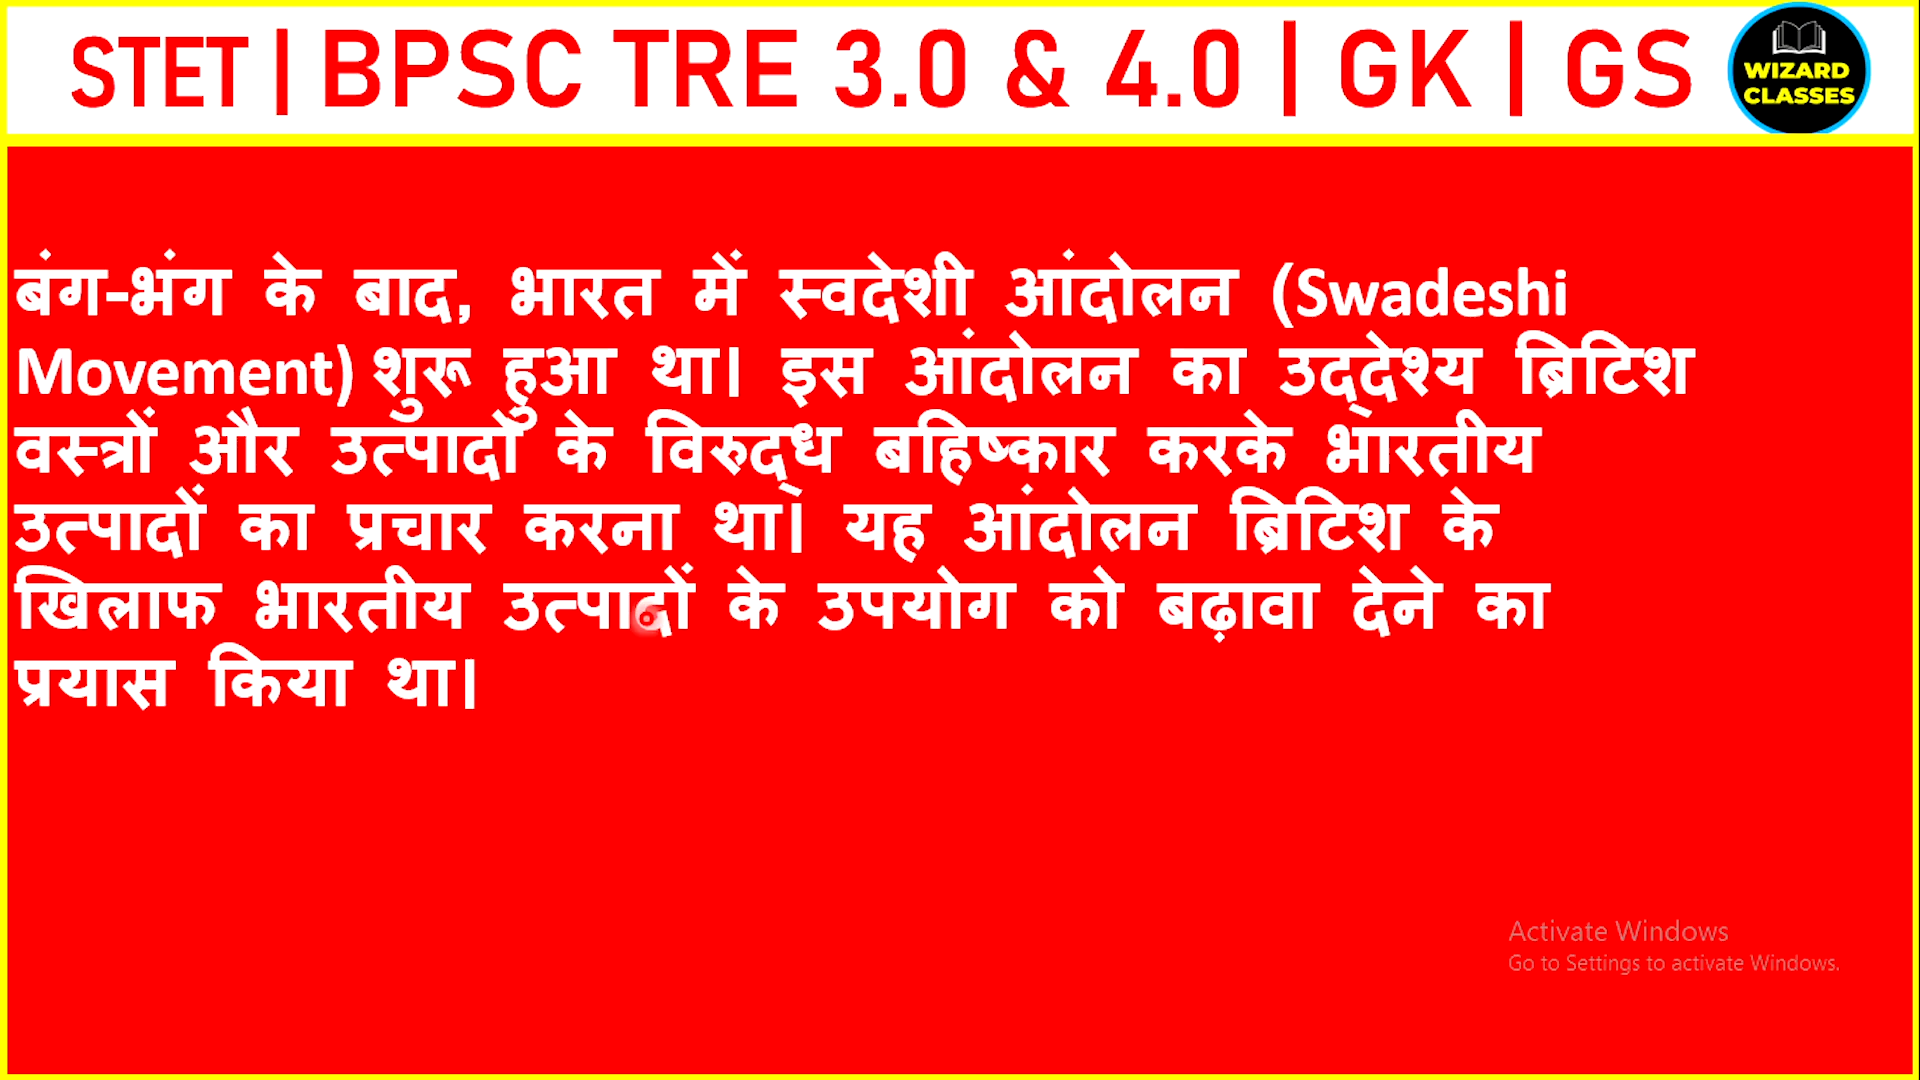 STET | BPSC TRE 3.0 & 4.0 | GK | GS
WIZARD
CLASSES
बंग-भंग के बाद, भारत में स्वदेशी आंदोलन (Swadeshi
Movement) शुरू हुआ था। इस आंदोलन का उद्देश्य ब्रिटिश
वस्त्रों और उत्पादों के विरुद्ध बहिष्कार करके भारतीय
उत्पादों का प्रचार करना था। यह आंदोलन ब्रिटिश के
खिलाफ भारतीय उत्पादों के उपयोग को बढ़ावा देने का
प्रयास किया था।
Activate Windows
Go to Settings to activate Windows.